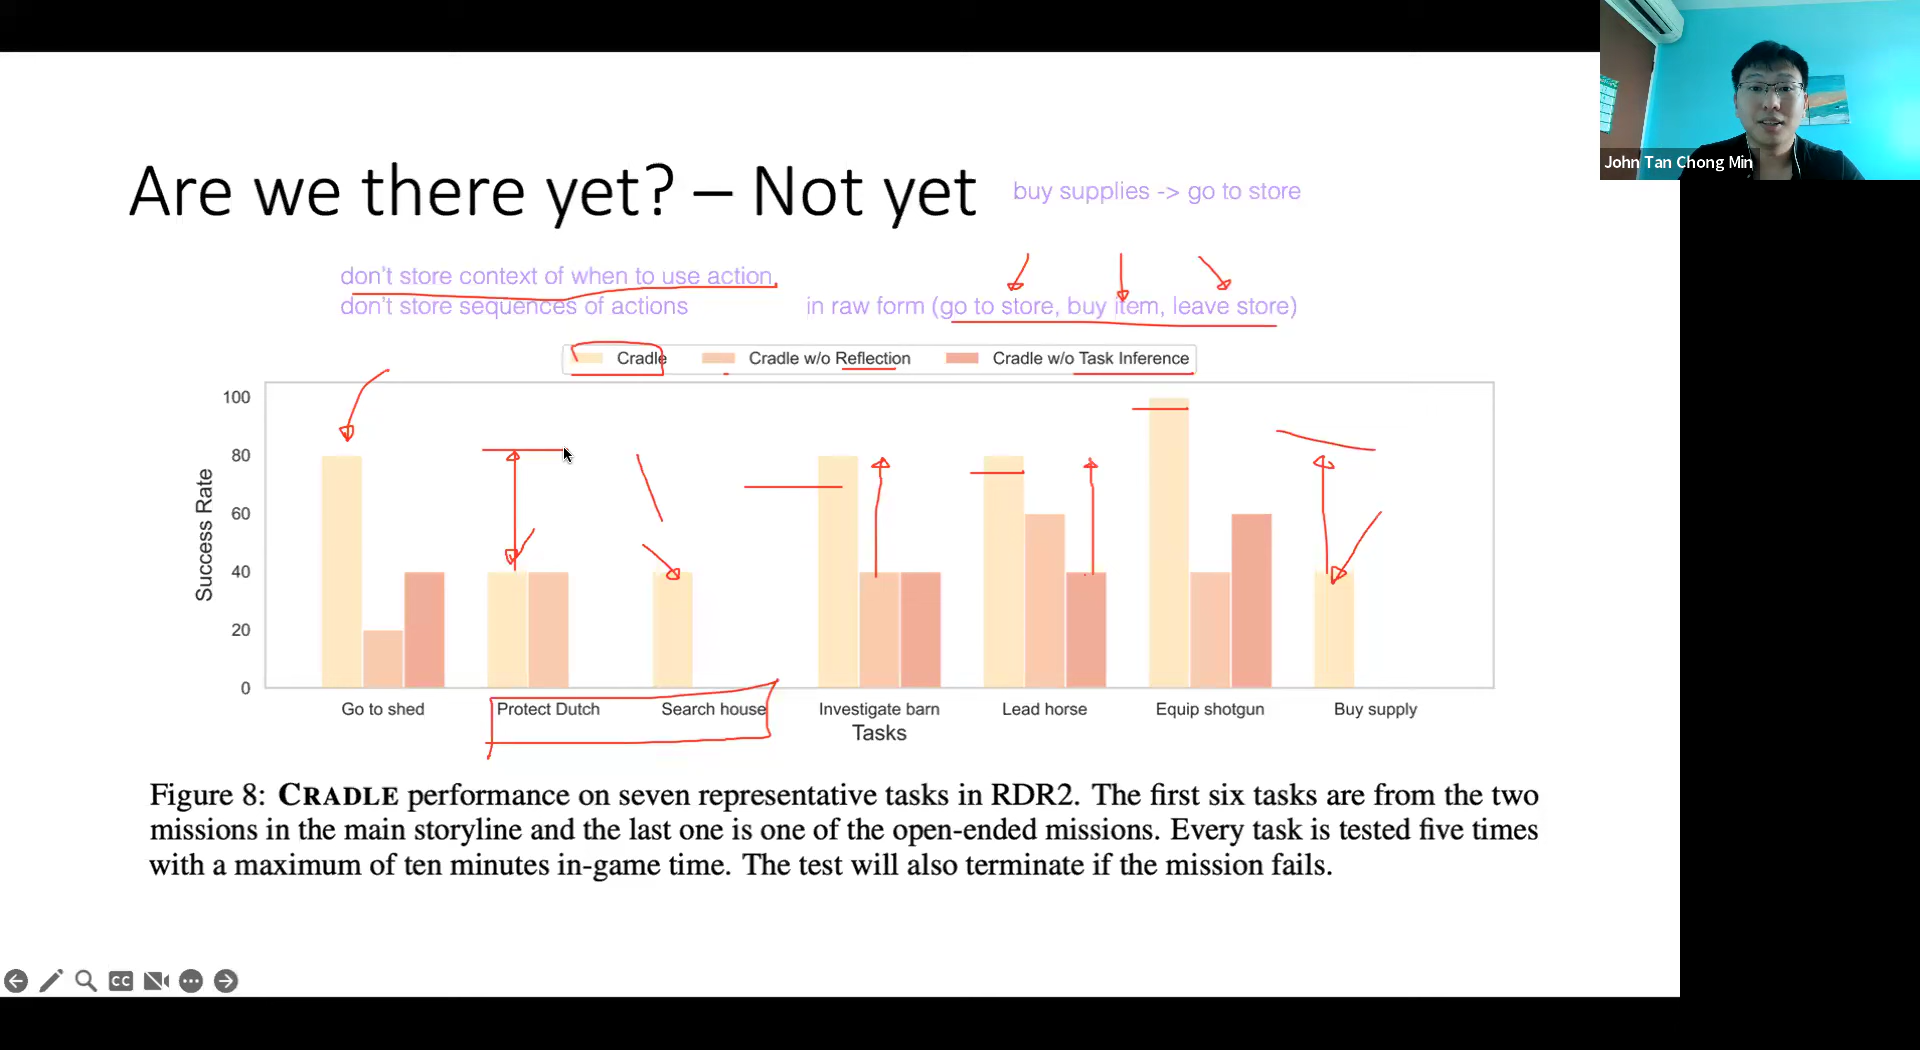 John Tan Chong Min
Are we there yet? – Not yet
buy supplies -> go to store
don't store context of when to use action,
don't store sequences of actions
in raw form (go to store, buy item, leave store)
Cradle
Cradle w/o Reflection
Cradle w/o Task Inference
Success Rate
100
80
60
40
20
0
Go to shed
Protect Dutch
Search house
Investigate barn
Lead horse
Equip shotgun
Buy supply
Tasks
Figure 8: CRADLE performance on seven representative tasks in RDR2. The first six tasks are from the two
missions in the main storyline and the last one is one of the open-ended missions. Every task is tested five times
with a maximum of ten minutes in-game time. The test will also terminate if the mission fails.
CC